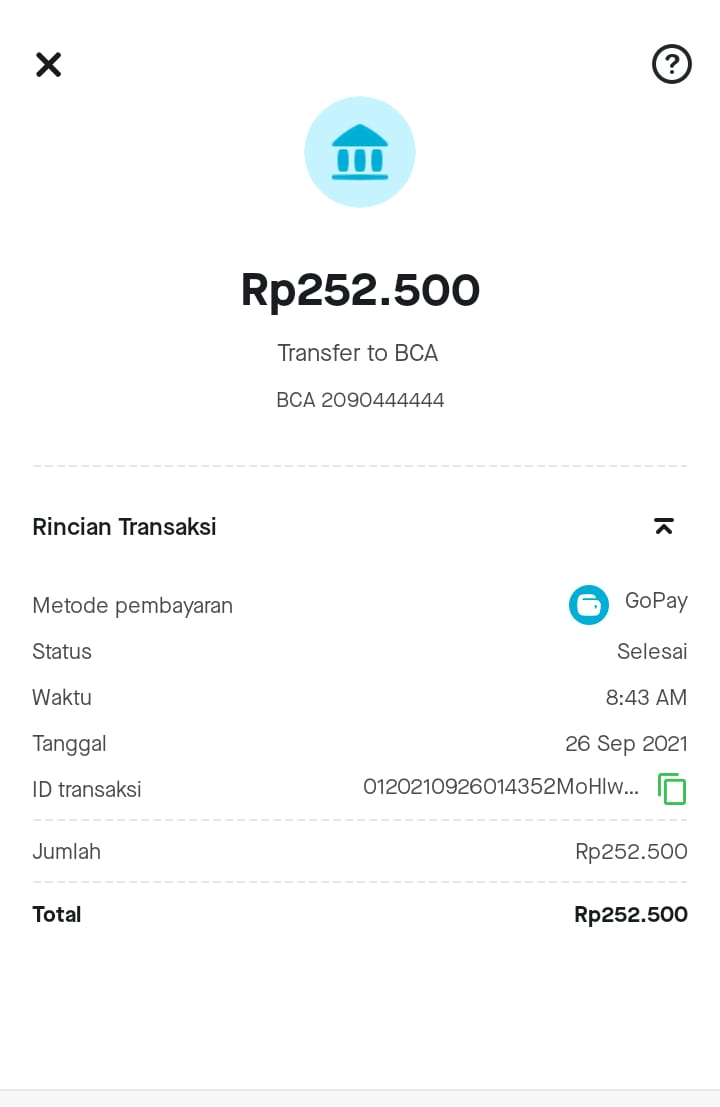 Rp252.500
Transfer to BCA
BCA 2090444444
Rincian Transaksi
Metode pembayaran GoPay
Status Selesai
Waktu 8:43 AM
Tanggal 26 Sep 2021
ID transaksi 0120210926014352MoHlw...
Jumlah Rp252.500
Total Rp252.500